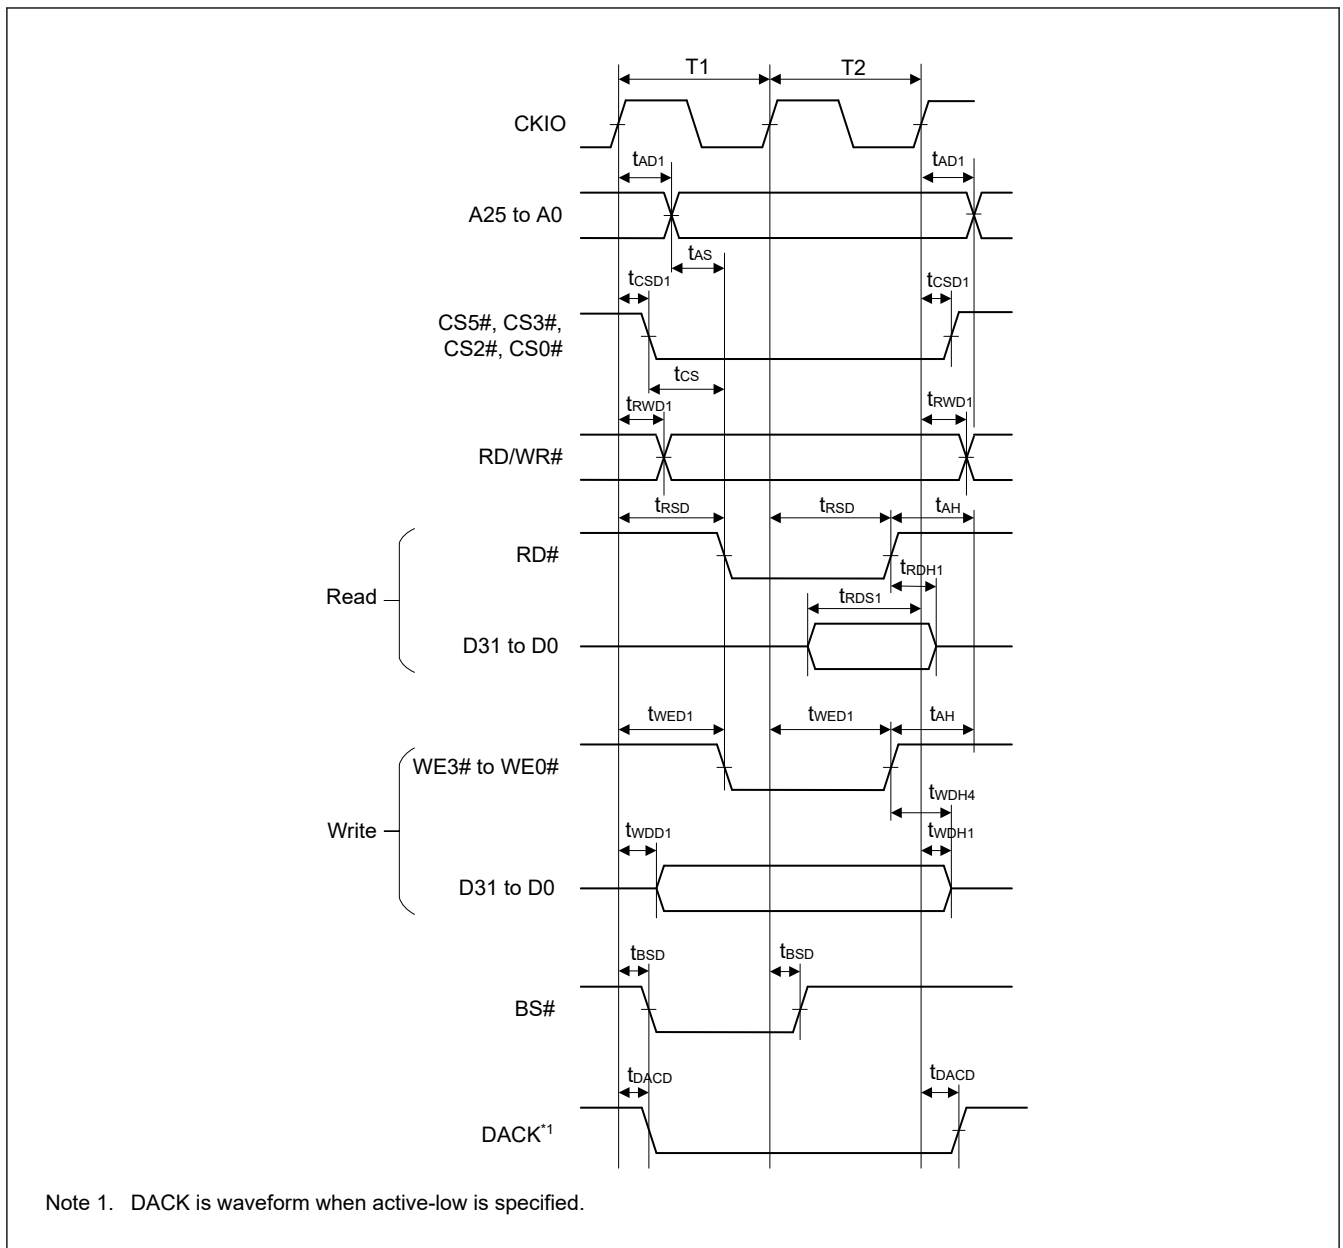 T1 T2
CKIO
tAD1 tAD1
A25 to A0
tAS
tCSD1 tCSD1
CS5#, CS3#,
CS2#, CS0#
tCS
tRWD1 tRWD1
RD/WR#
tRSD tRSD tAH
RD#
tRDH1
Read
tRDS1
D31 to D0
tWED1 tWED1 tAH
WE3# to WE0#
tWDH4
Write
tWDD1 tWDH1
D31 to D0
tBSD tBSD
BS#
tDACD tDACD
DACK*1
Note 1. DACK is waveform when active-low is specified.